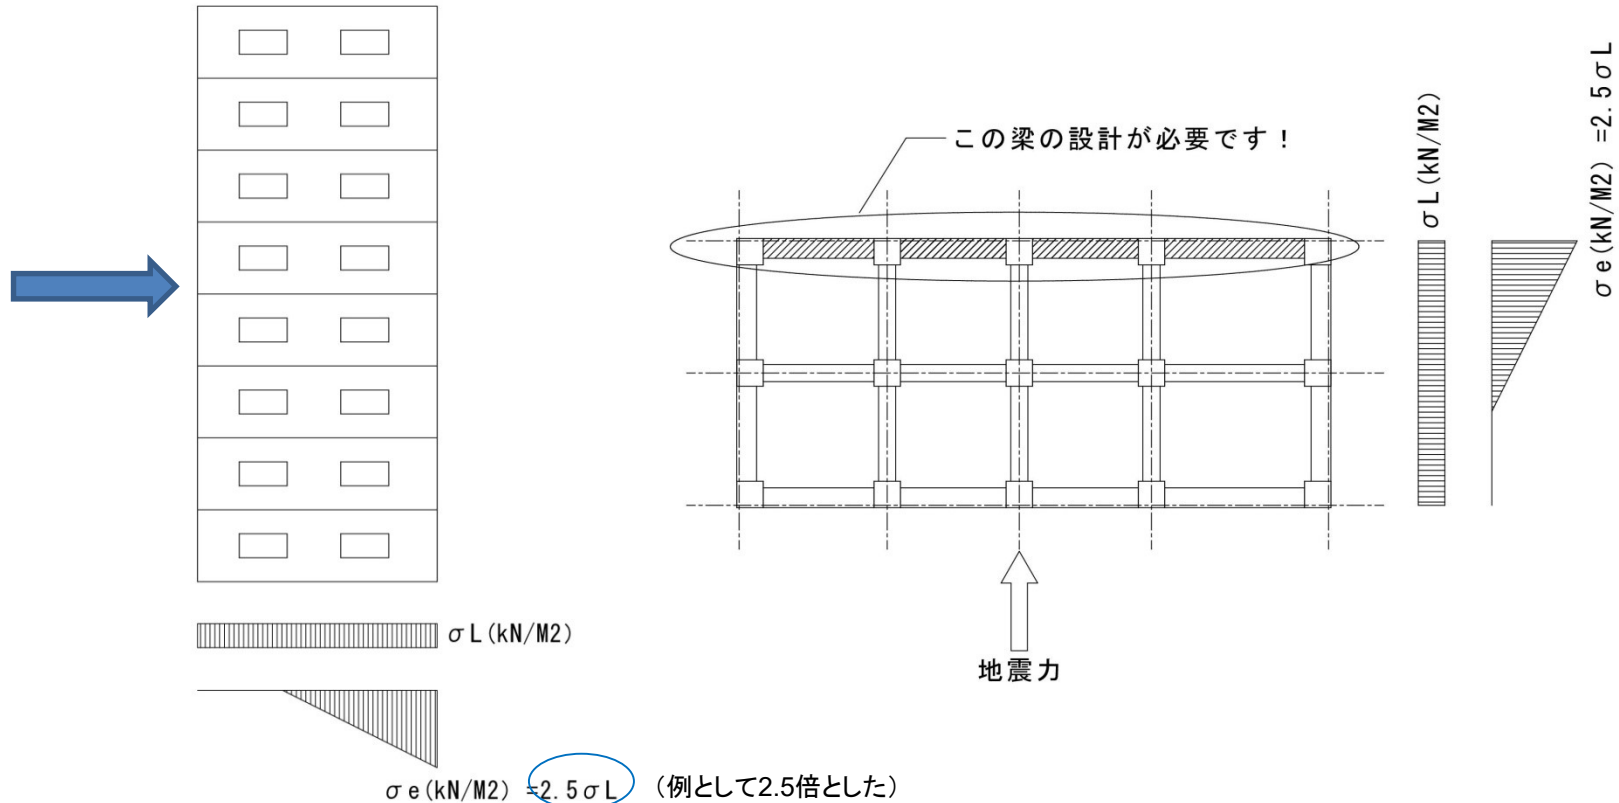 この梁の設計が必要です！
σL(kN/M2)
σe(kN/M2) =2.5σL
地震力
σL(kN/M2)
σe(kN/M2) =2.5σL （例として2.5倍とした）